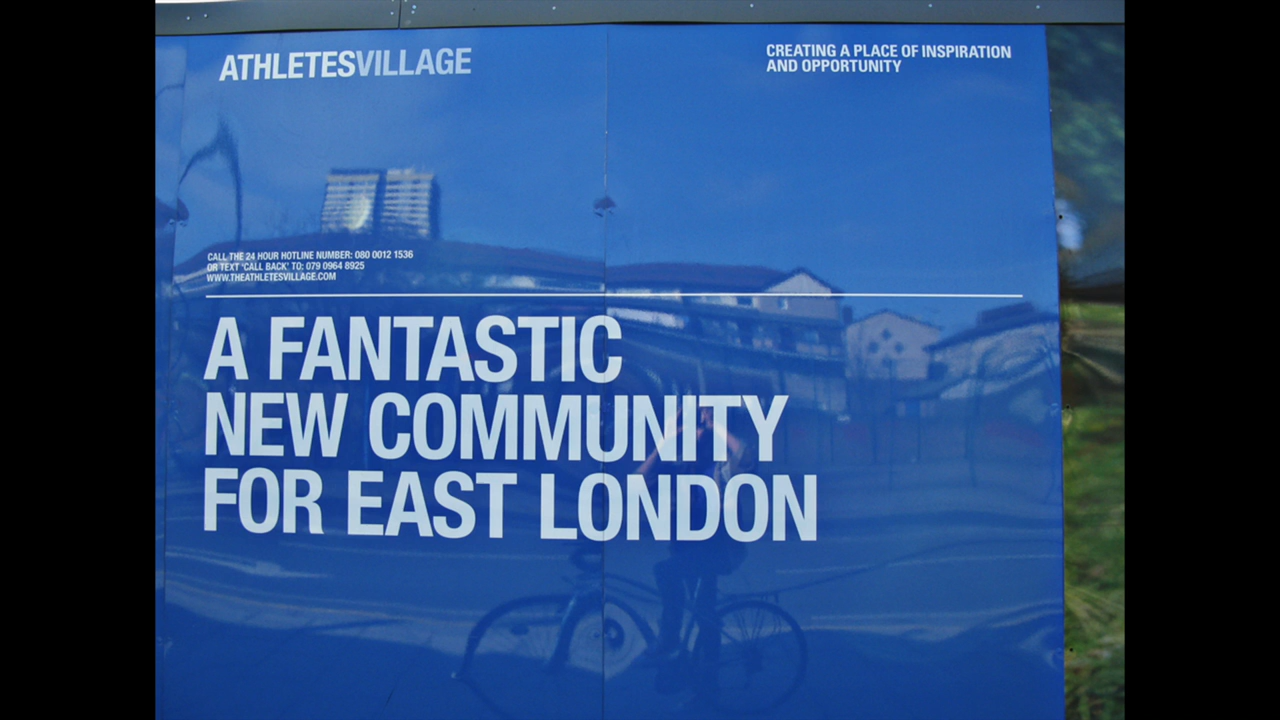 ATHLETESVILLAGE
CREATING A PLACE OF INSPIRATION
AND OPPORTUNITY
CALL THE 24 HOUR HOTLINE NUMBER: 080 0012 1536
OR TEXT 'CALL BACK' TO: 079 0964 8925
WWW.THEATHLETESVILLAGE.COM
A FANTASTIC
NEW COMMUNITY
FOR EAST LONDON